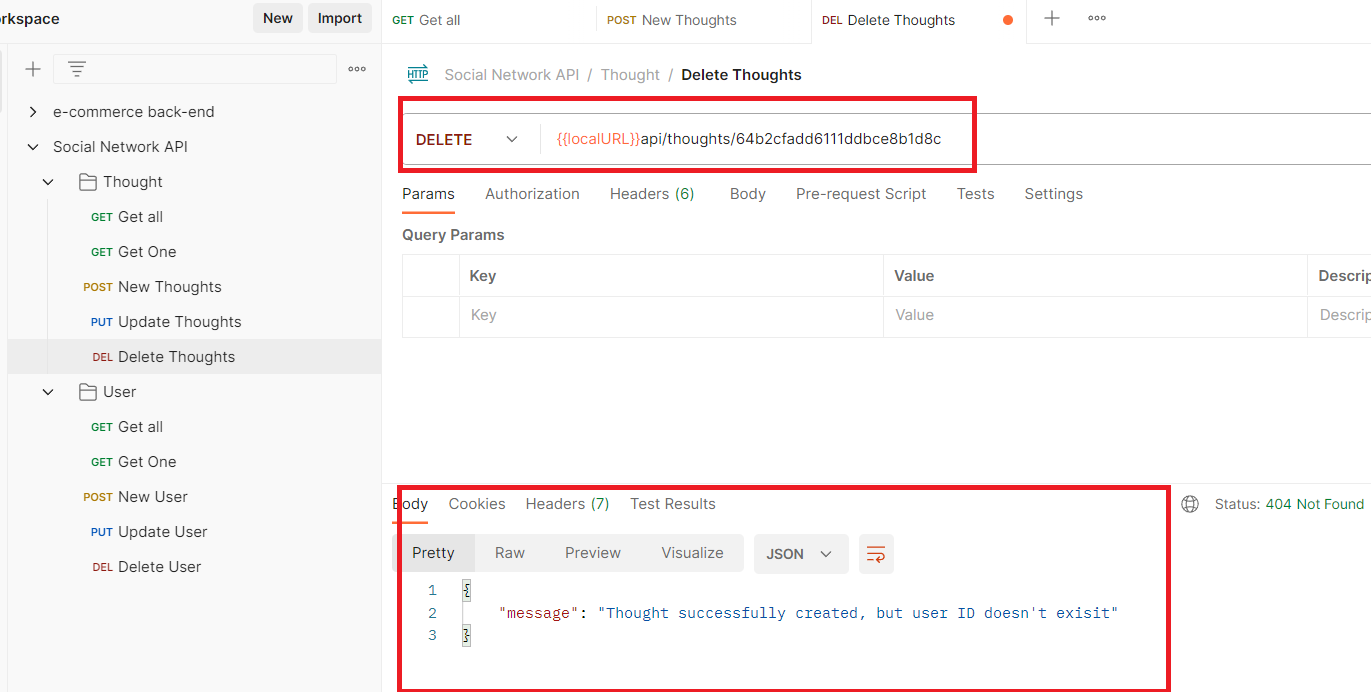 orkspace
New
Import
e-commerce back-end
Social Network API
Thought
GET Get all
GET Get One
POST New Thoughts
PUT Update Thoughts
DEL Delete Thoughts
User
GET Get all
GET Get One
POST New User
PUT Update User
DEL Delete User
GET Get all
POST New Thoughts
DEL Delete Thoughts
HTTP Social Network API / Thought / Delete Thoughts
DELETE {{localURL}}api/thoughts/64b2cfadd6111ddbce8b1d8c
Params Authorization Headers (6) Body Pre-request Script Tests Settings
Query Params
Key Value Descrip
Key Value Descrip
Body Cookies Headers (7) Test Results Status: 404 Not Found
Pretty Raw Preview Visualize JSON
1 {
2 "message": "Thought successfully created, but user ID doesn't exisit"
3 }